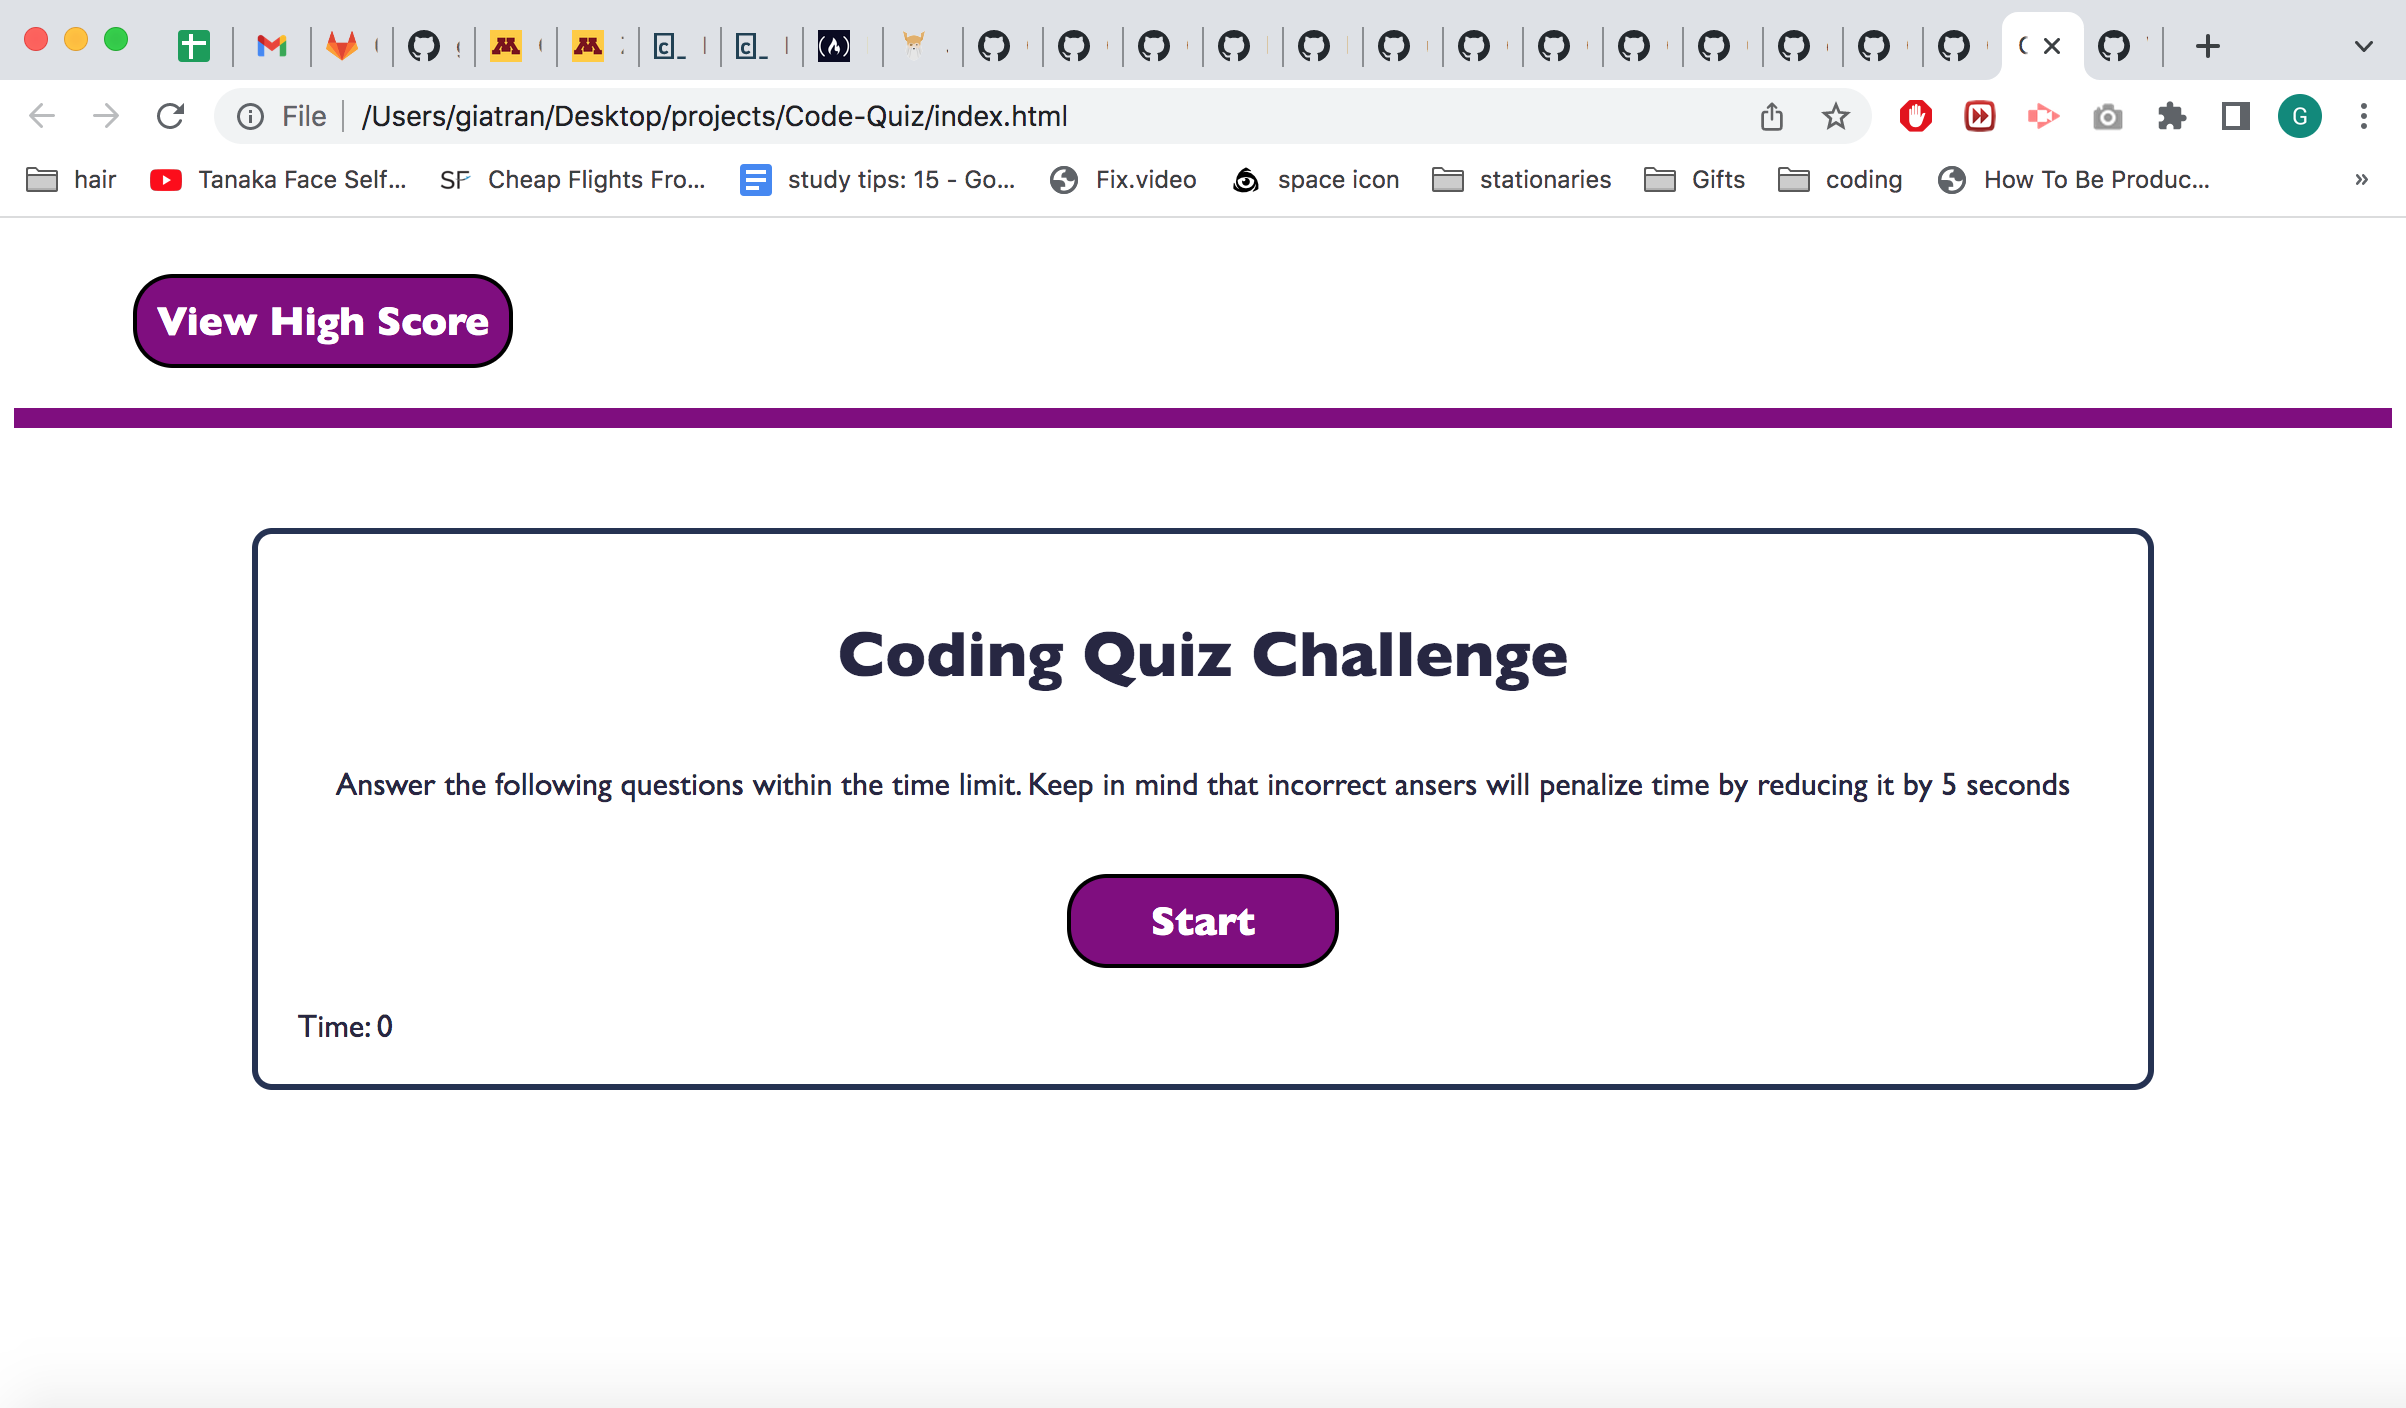 File /Users/giatran/Desktop/projects/Code-Quiz/index.html
G
hair Tanaka Face Self... SF Cheap Flights Fro... study tips: 15 - Go... Fix.video space icon stationaries Gifts coding How To Be Produc... »
View High Score
Coding Quiz Challenge
Answer the following questions within the time limit. Keep in mind that incorrect ansers will penalize time by reducing it by 5 seconds
Start
Time: 0